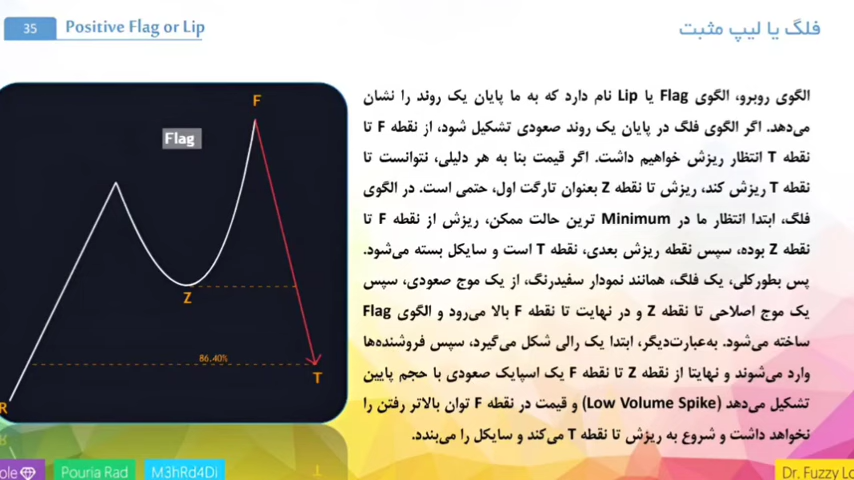 35
Positive Flag or Lip
فلگ یا لیپ مثبت
F
Flag
Z
86.40%
T
R
الگوی روبرو، الگوی Flag یا Lip نام دارد که به ما پایان یک روند را نشان
می‌دهد. اگر الگوی فلگ در پایان یک روند صعودی تشکیل شود، از نقطه F تا
نقطه T انتظار ریزش خواهیم داشت. اگر قیمت بنا به هر دلیلی، نتوانست تا
نقطه T ریزش کند، ریزش تا نقطه Z بعنوان تارگت اول، حتمی است. در الگوی
فلگ، ابتدا انتظار ما در Minimum ترین حالت ممکن، ریزش از نقطه F تا
نقطه Z بوده، سپس نقطه ریزش بعدی، نقطه T است و سایکل بسته می‌شود.
پس بطورکلی، یک فلگ، همانند نمودار سفیدرنگ، از یک موج صعودی، سپس
یک موج اصلاحی تا نقطه Z و در نهایت تا نقطه F بالا می‌رود و الگوی Flag
ساخته می‌شود. به‌عبارت‌دیگر، ابتدا یک رالی شکل می‌گیرد، سپس فروشنده‌ها
وارد می‌شوند و نهایتا از نقطه Z تا نقطه F یک اسپایک صعودی با حجم پایین
تشکیل می‌دهد (Low Volume Spike) و قیمت در نقطه F توان بالاتر رفتن را
نخواهد داشت و شروع به ریزش تا نقطه T می‌کند و سایکل را می‌بندد.
ole
Pouria Rad
M3hRd4Di
Dr. Fuzzy Lo